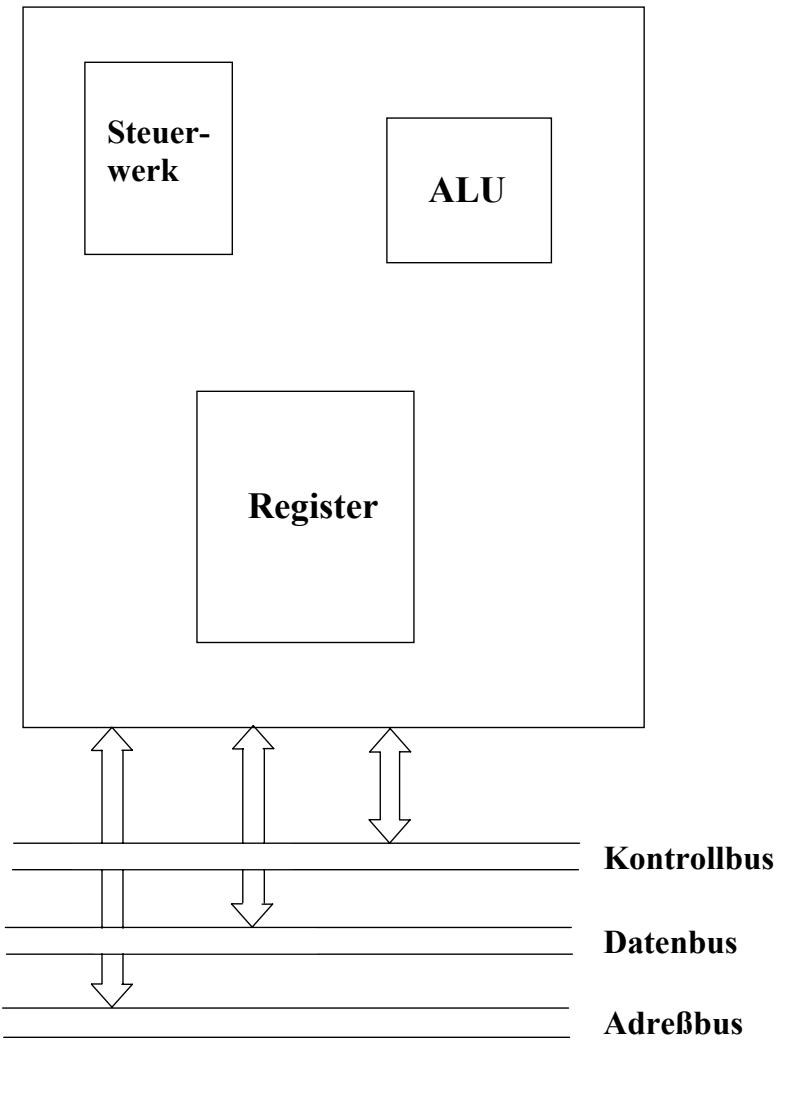 Steuer-
werk
ALU
Register
Kontrollbus
Datenbus
Adreßbus